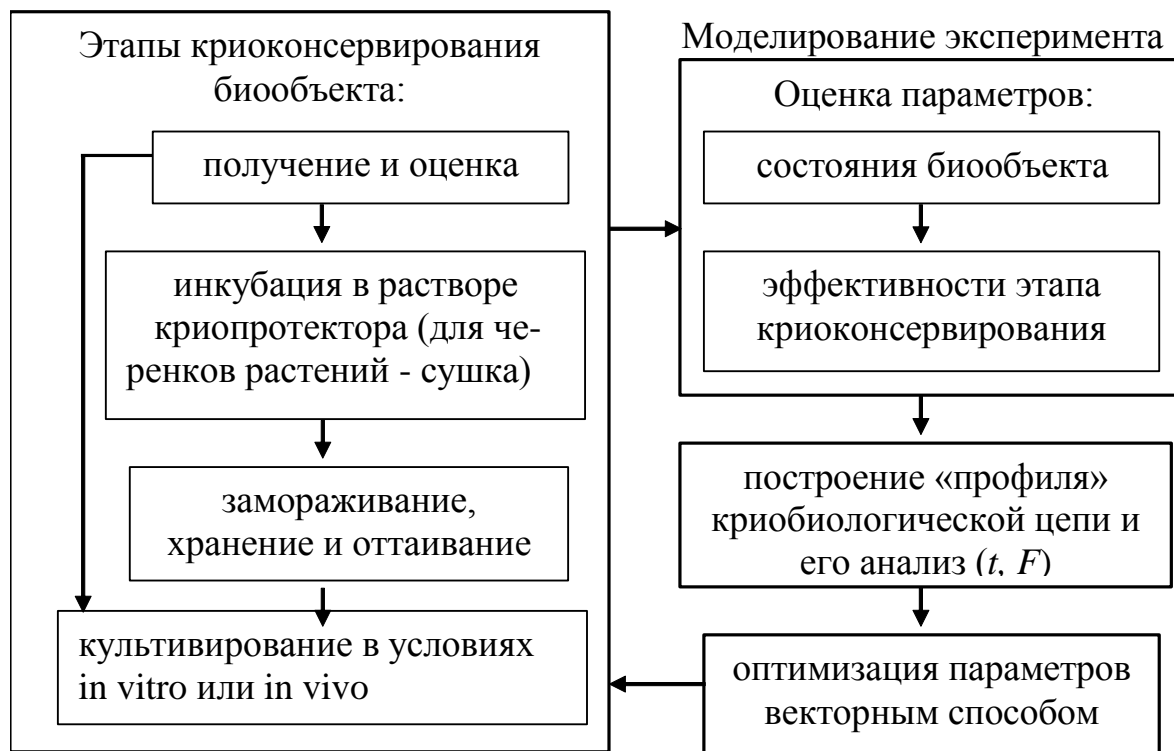 Этапы криоконсервирования
биообъекта:
получение и оценка
инкубация в растворе
криопротектора (для че-
ренков растений - сушка)
замораживание,
хранение и оттаивание
культивирование в условиях
in vitro или in vivo
Моделирование эксперимента
Оценка параметров:
состояния биообъекта
эффективности этапа
криоконсервирования
построение «профиля»
криобиологической цепи и
его анализ (t, F)
оптимизация параметров
векторным способом